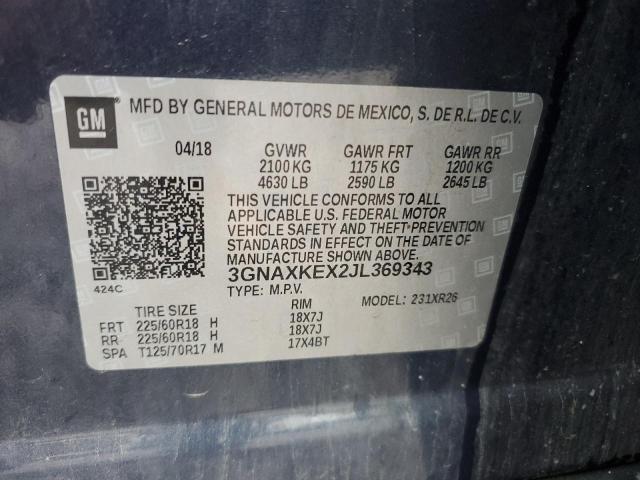 GM
MFD BY GENERAL MOTORS DE MEXICO, S. DE R.L. DE C.V.
04/18 GVWR GAWR FRT GAWR RR
2100 KG 1175 KG 1200 KG
4630 LB 2590 LB 2645 LB
THIS VEHICLE CONFORMS TO ALL
APPLICABLE U.S. FEDERAL MOTOR
VEHICLE SAFETY AND THEFT PREVENTION
STANDARDS IN EFFECT ON THE DATE OF
MANUFACTURE SHOWN ABOVE.
3GNAXKEX2JL369343
424C TYPE: M.P.V. MODEL: 231XR26
TIRE SIZE RIM
FRT 225/60R18 H 18X7J
RR 225/60R18 H 18X7J
SPA T125/70R17 M 17X4BT